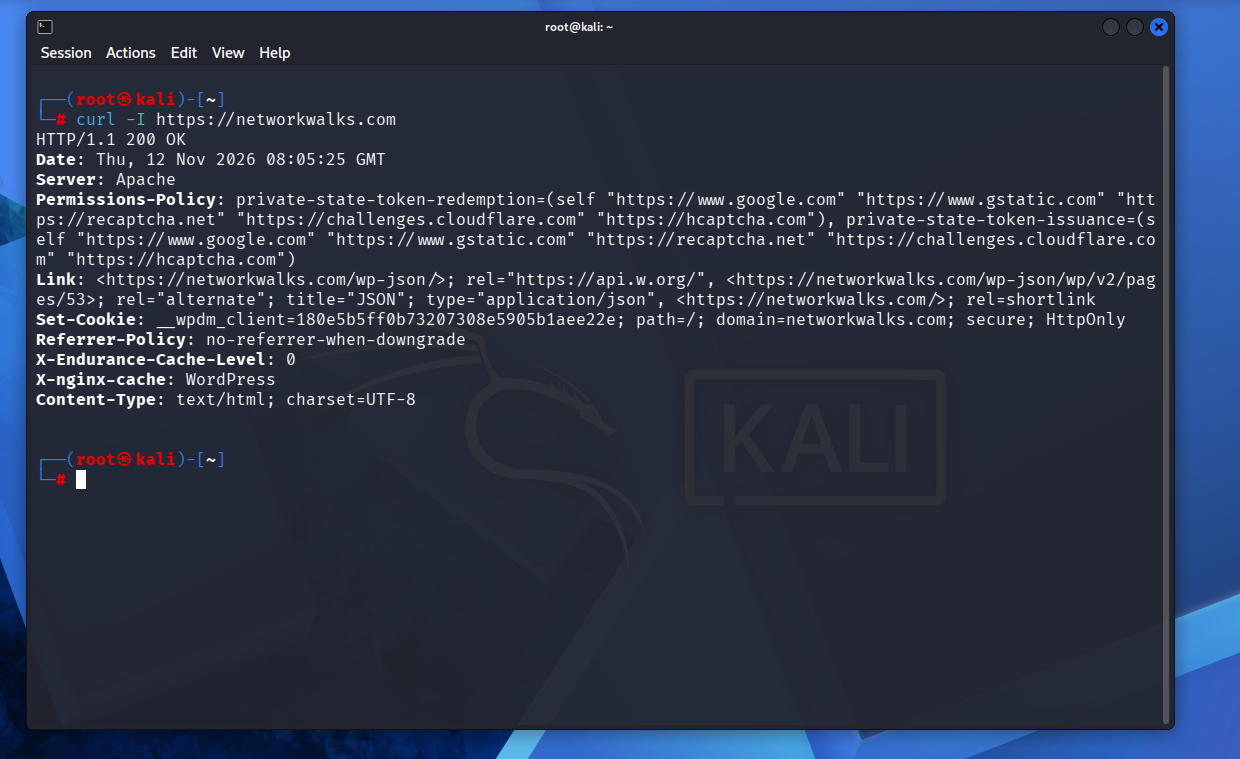 root@kali: ~
Session Actions Edit View Help
┌──(root㉿kali)-[~]
└─# curl -I https://networkwalks.com
HTTP/1.1 200 OK
Date: Thu, 12 Nov 2026 08:05:25 GMT
Server: Apache
Permissions-Policy: private-state-token-redemption=(self "https://www.google.com" "https://www.gstatic.com" "htt
ps://recaptcha.net" "https://challenges.cloudflare.com" "https://hcaptcha.com"), private-state-token-issuance=(s
elf "https://www.google.com" "https://www.gstatic.com" "https://recaptcha.net" "https://challenges.cloudflare.co
m" "https://hcaptcha.com")
Link: <https://networkwalks.com/wp-json/>; rel="https://api.w.org/", <https://networkwalks.com/wp-json/wp/v2/pag
es/53>; rel="alternate"; title="JSON"; type="application/json", <https://networkwalks.com/>; rel=shortlink
Set-Cookie: __wpdm_client=180e5b5ff0b73207308e5905b1aee22e; path=/; domain=networkwalks.com; secure; HttpOnly
Referrer-Policy: no-referrer-when-downgrade
X-Endurance-Cache-Level: 0
X-nginx-cache: WordPress
Content-Type: text/html; charset=UTF-8
┌──(root㉿kali)-[~]
└─#
KALI